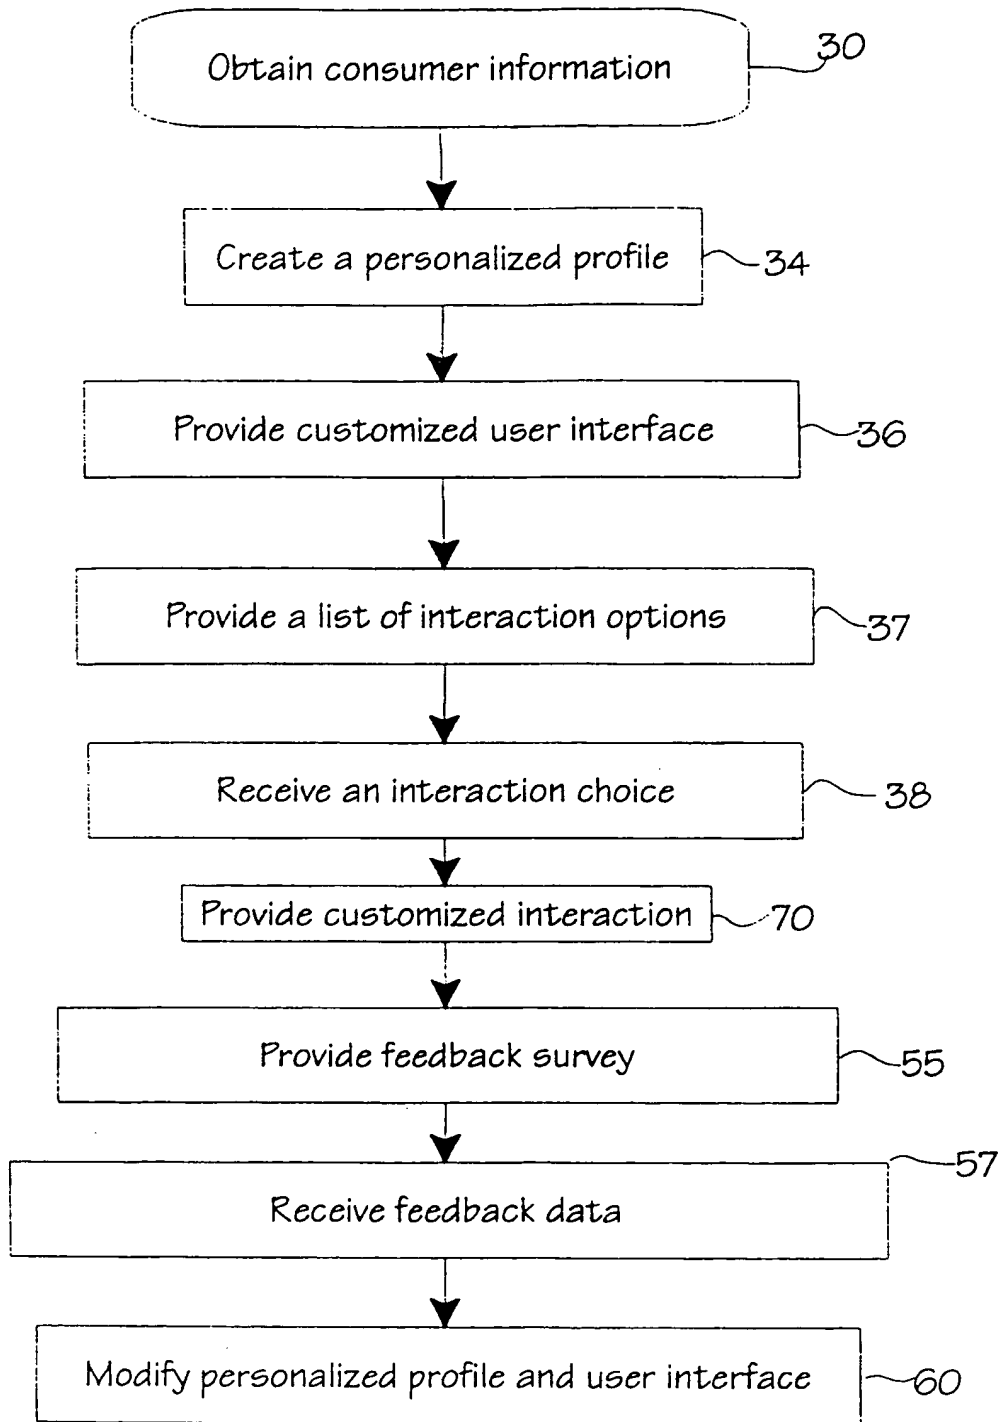 Obtain consumer information
30
Create a personalized profile
34
Provide customized user interface
36
Provide a list of interaction options
37
Receive an interaction choice
38
Provide customized interaction
70
Provide feedback survey
55
57
Receive feedback data
Modify personalized profile and user interface
60